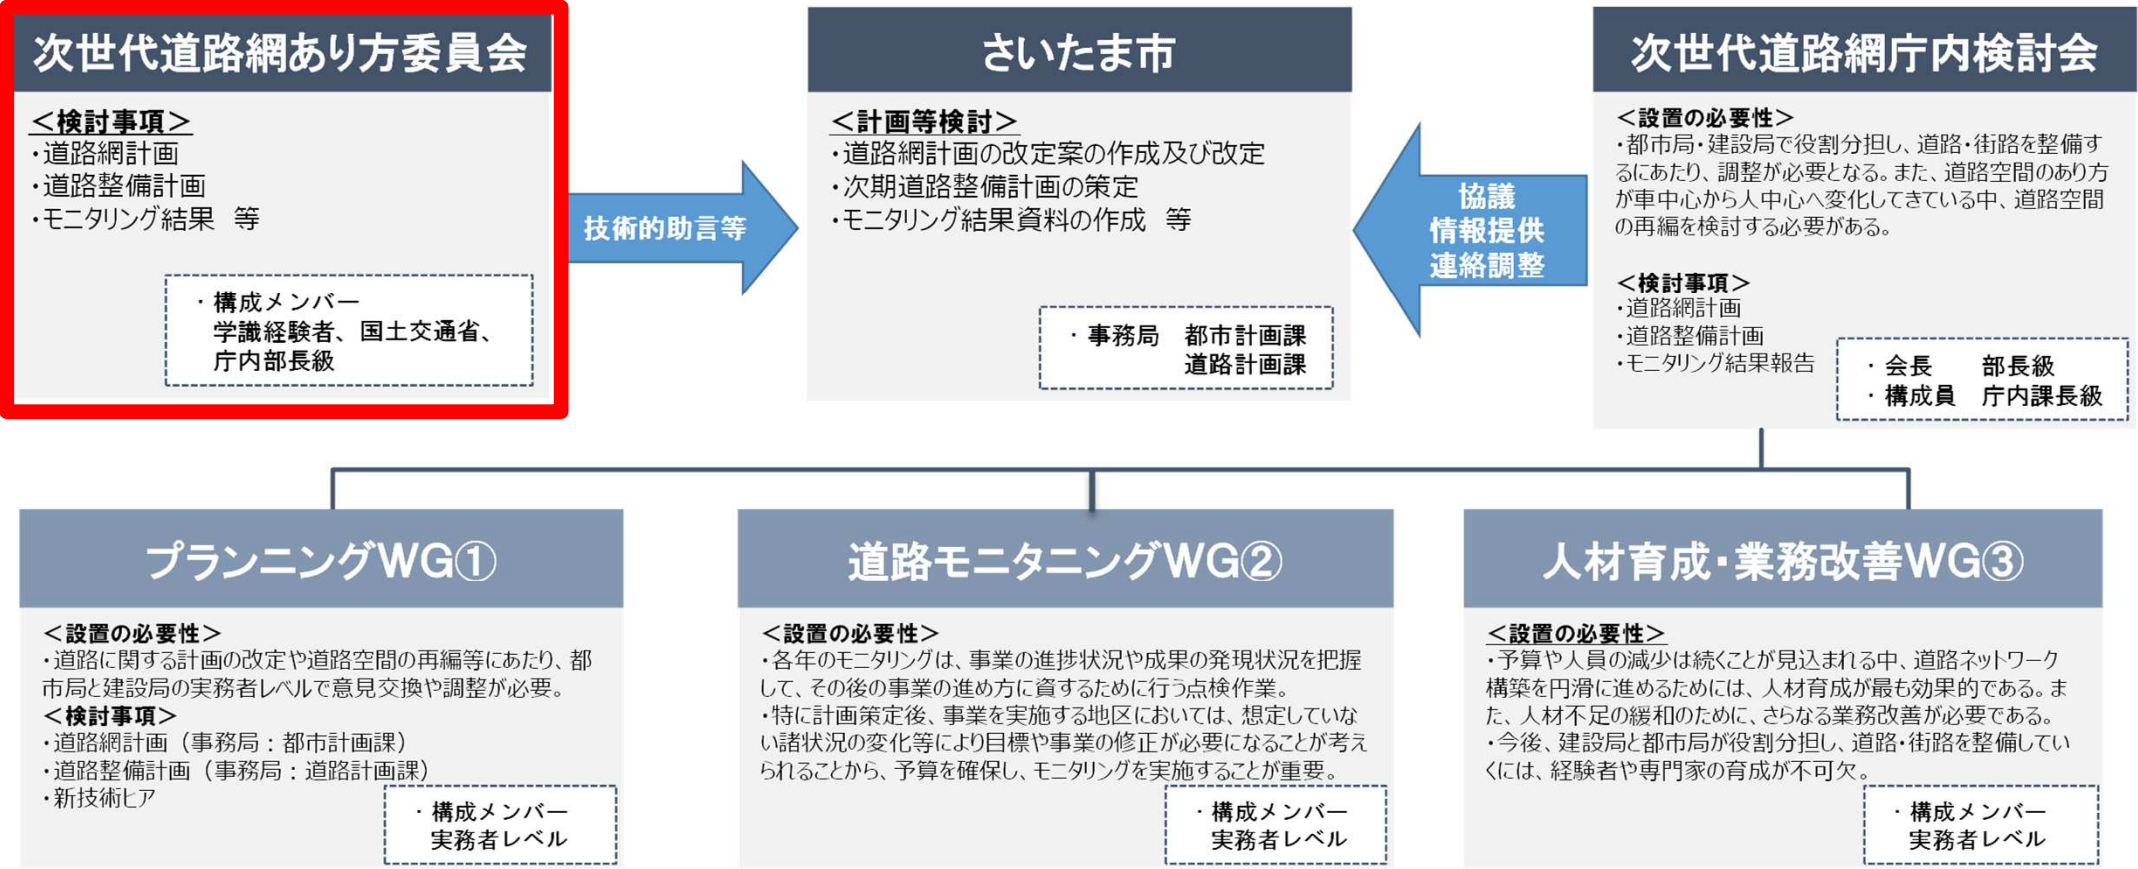 次世代道路網あり方委員会
＜検討事項＞
・道路網計画
・道路整備計画
・モニタリング結果　等
・構成メンバー
学識経験者、国土交通省、
庁内部長級
技術的助言等
さいたま市
＜計画等検討＞
・道路網計画の改定案の作成及び改定
・次期道路整備計画の策定
・モニタリング結果資料の作成　等
・事務局　都市計画課
道路計画課
協議
情報提供
連絡調整
次世代道路網庁内検討会
＜設置の必要性＞
・都市局・建設局で役割分担し、道路・街路を整備す
るにあたり、調整が必要となる。また、道路空間のあり方
が車中心から人中心へ変化してきている中、道路空間
の再編を検討する必要がある。
＜検討事項＞
・道路網計画
・道路整備計画
・モニタリング結果報告
・会長　　部長級
・構成員　庁内課長級
プランニングWG①
＜設置の必要性＞
・道路に関する計画の改定や道路空間の再編等にあたり、都
市局と建設局の実務者レベルで意見交換や調整が必要。
＜検討事項＞
・道路網計画（事務局：都市計画課）
・道路整備計画（事務局：道路計画課）
・新技術ヒア
・構成メンバー
実務者レベル
道路モニタニングWG②
＜設置の必要性＞
・各年のモニタリングは、事業の進捗状況や成果の発現状況を把握
して、その後の事業の進め方に資するために行う点検作業。
・特に計画策定後、事業を実施する地区においては、想定していな
い諸状況の変化等により目標や事業の修正が必要になることが考え
られることから、予算を確保し、モニタリングを実施することが重要。
・構成メンバー
実務者レベル
人材育成・業務改善WG③
＜設置の必要性＞
・予算や人員の減少は続くことが見込まれる中、道路ネットワーク
構築を円滑に進めるためには、人材育成が最も効果的である。ま
た、人材不足の緩和のために、さらなる業務改善が必要である。
・今後、建設局と都市局が役割分担し、道路・街路を整備してい
くには、経験者や専門家の育成が不可欠。
・構成メンバー
実務者レベル